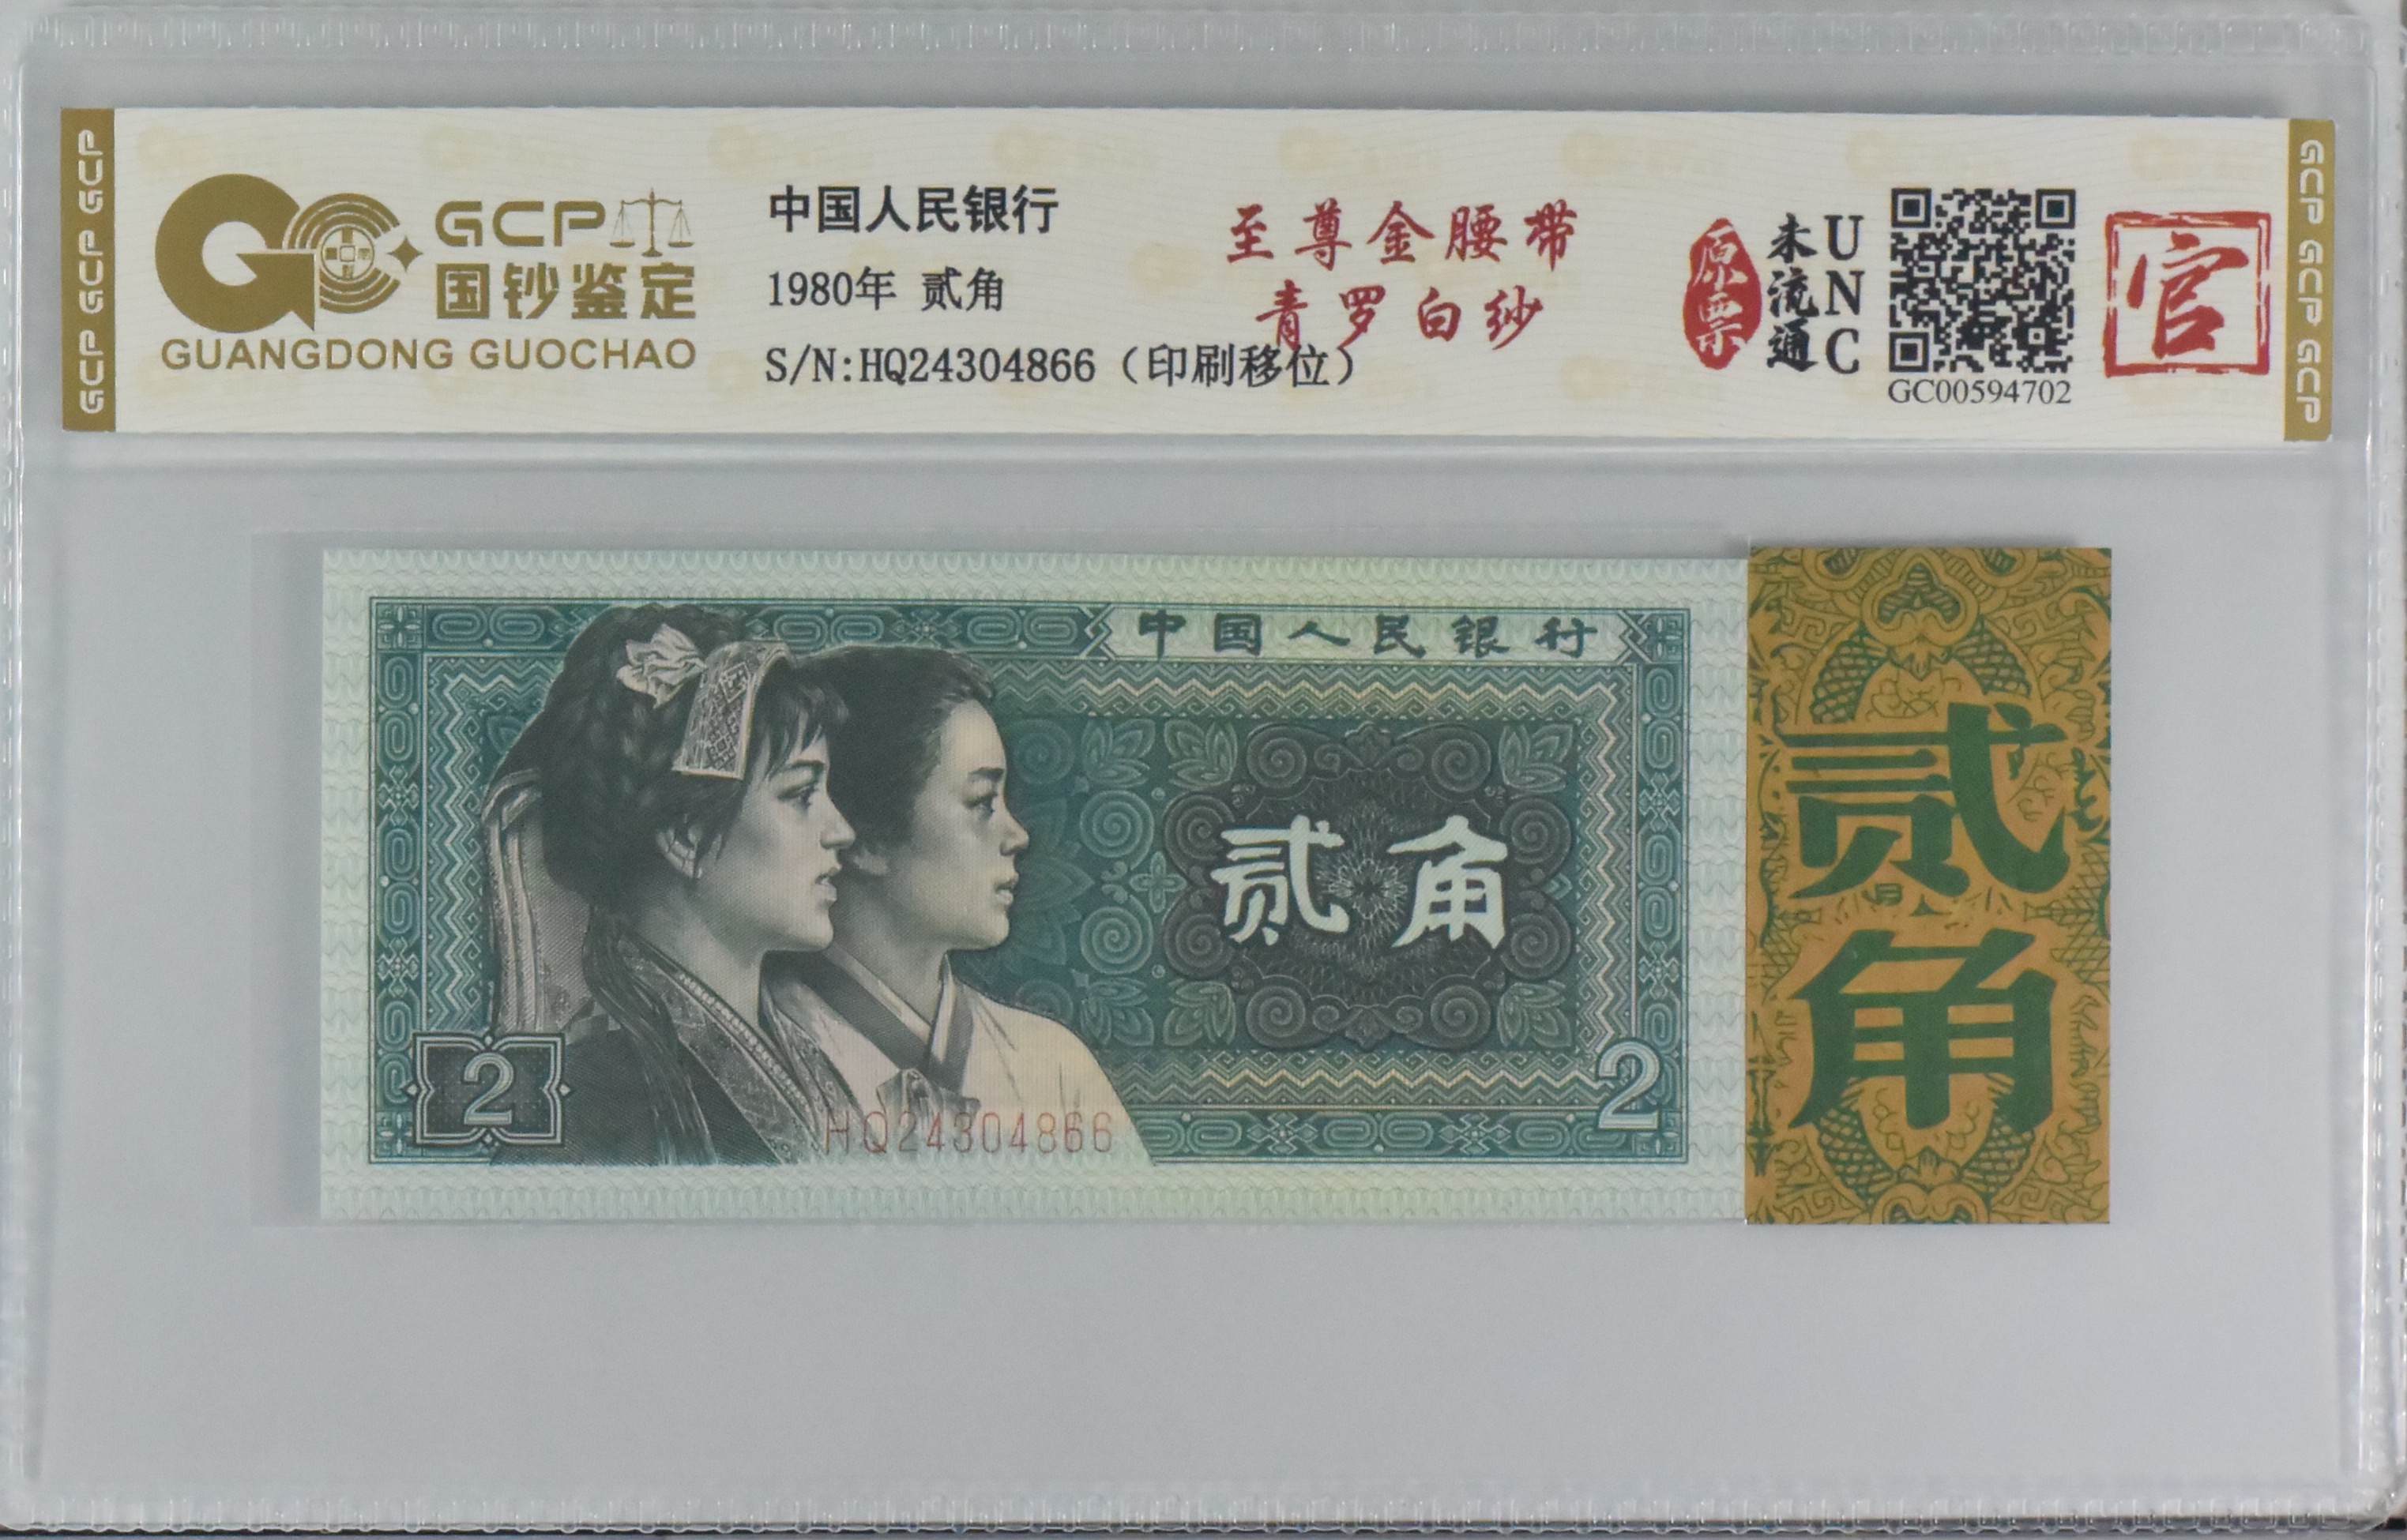 GCP GCP GCP
GCP
国钞鉴定
GUANGDONG GUOCHAO
中国人民银行
1980年 贰角
S/N:HQ24304866（印刷移位）
至尊金腰带
青罗白纱
原票
未流通
UNC
GC00594702
官
GCP GCP GCP
中国人民银行
贰角
2
2
HQ24304866
贰角